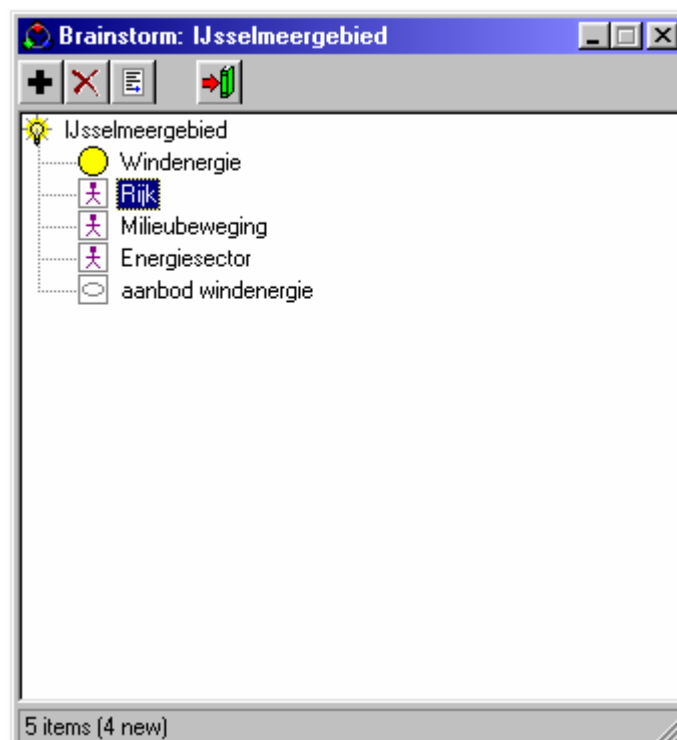 Brainstorm: IJsselmeergebied
IJsselmeergebied
Windenergie
Rijk
Milieubeweging
Energiesector
aanbod windenergie
5 items (4 new)